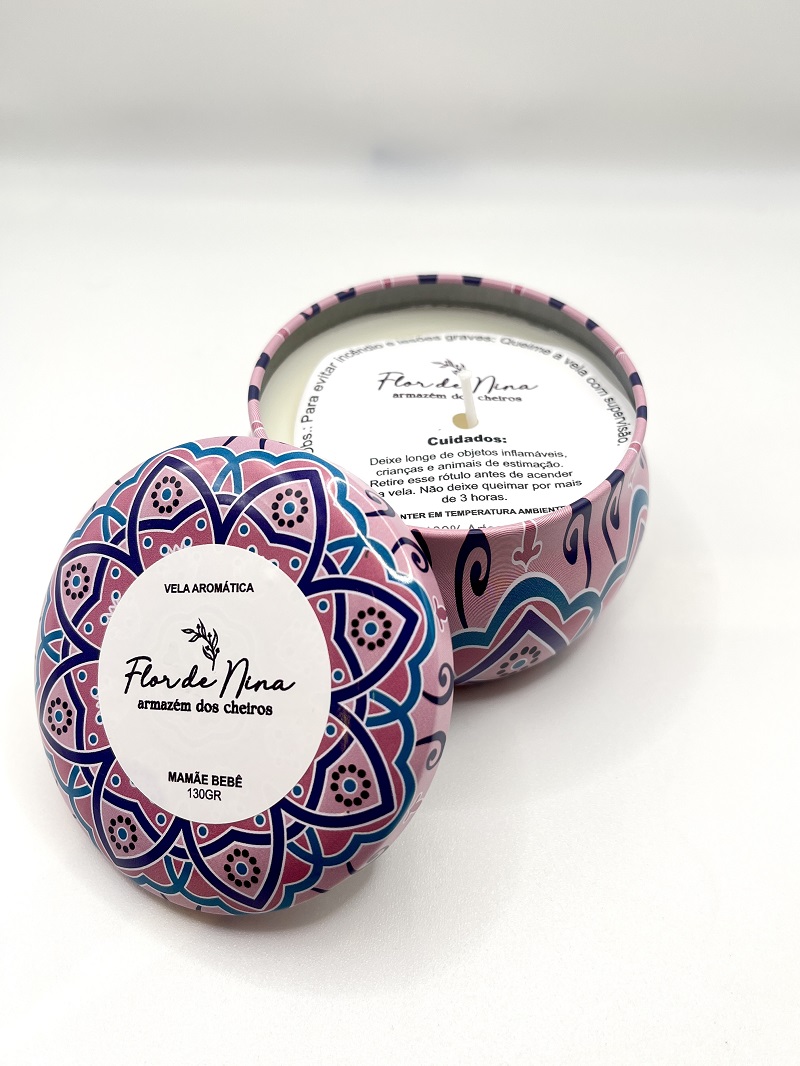 Obs.: Para evitar incêndio e lesões graves: Queime a vela com supervisão.
Flor de Nina
armazém dos cheiros
Cuidados:
Deixe longe de objetos inflamáveis,
crianças e animais de estimação.
Retire esse rótulo antes de acender
a vela. Não deixe queimar por mais
de 3 horas.
EM TEMPERATURA AMBIENTE
100%
VELA AROMÁTICA
Flor de Nina
armazém dos cheiros
MAMÃE BEBÊ
130GR